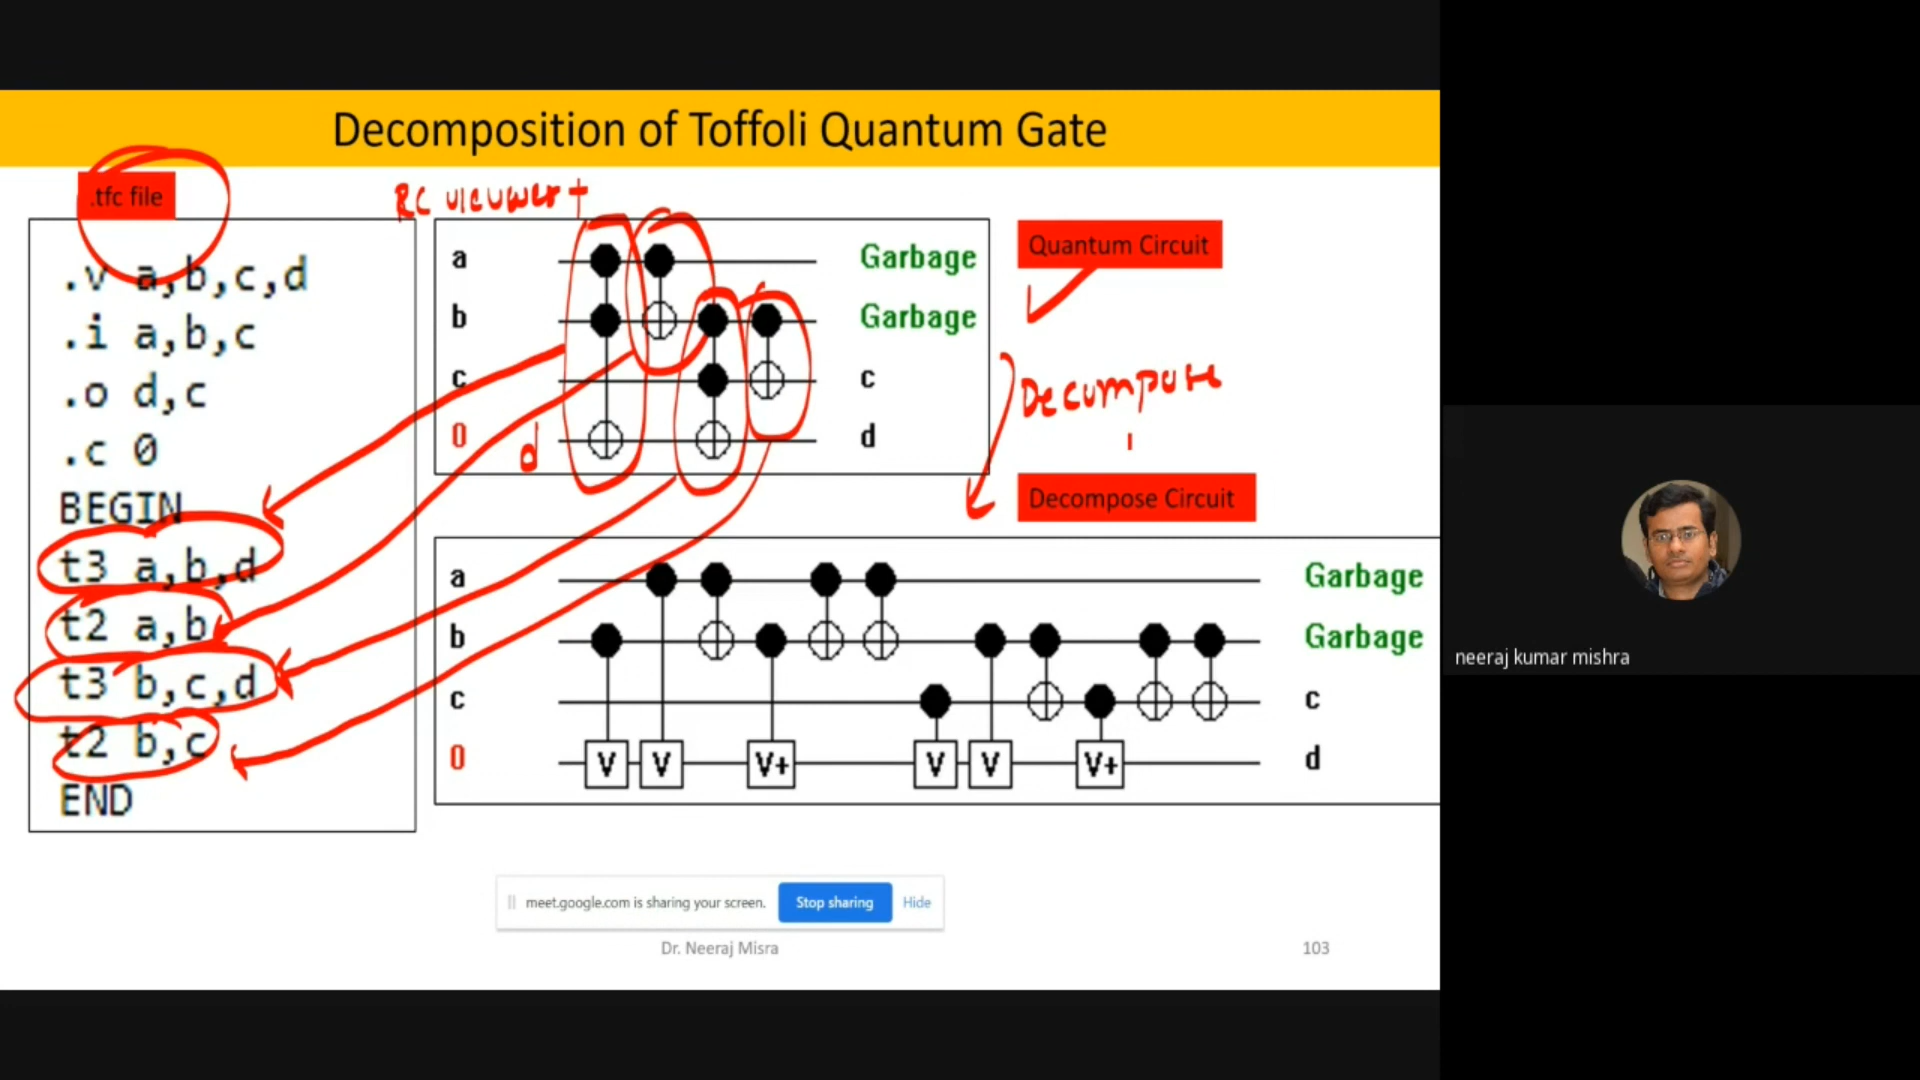 Decomposition of Toffoli Quantum Gate
.tfc file
.v a,b,c,d
.i a,b,c
.o d,c
.c 0
BEGIN
t3 a,b,d
t2 a,b
t3 b,c,d
t2 b,c
END
RC viewer +
a Garbage
b Garbage
c c
0 d d
Quantum Circuit
Decompose
Decompose Circuit
a Garbage
b Garbage
c c
0 V V V+ V V V+ d
meet.google.com is sharing your screen. Stop sharing Hide
Dr. Neeraj Misra 103
neeraj kumar mishra